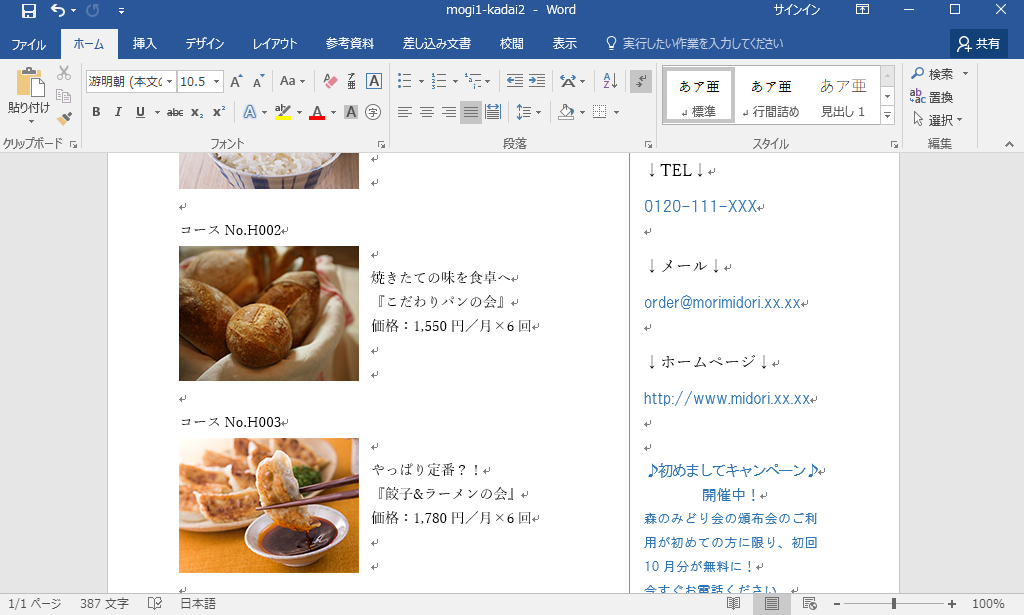 mogi1-kadai2 - Word
サインイン
ファイル ホーム 挿入 デザイン レイアウト 参考資料 差し込み文書 校閲 表示 実行したい作業を入力してください 共有
貼り付け
游明朝 (本文の 10.5
Aa
B I U abc x₂ x²
あア亜 あア亜 あア亜
↲標準 ↲行間詰め 見出し 1
検索
置換
選択
クリップボード フォント 段落 スタイル 編集
コース No.H002
焼きたての味を食卓へ
『こだわりパンの会』
価格：1,550 円／月×6 回
コース No.H003
やっぱり定番？！
『餃子&ラーメンの会』
価格：1,780 円／月×6 回
↓TEL↓
0120-111-XXX
↓メール↓
order@morimidori.xx.xx
↓ホームページ↓
http://www.midori.xx.xx
♪初めましてキャンペーン♪
開催中！
森のみどり会の頒布会のご利
用が初めての方に限り、初回
10 月分が無料に！
今すぐお電話ください。
1/1 ページ 387 文字 日本語 100%